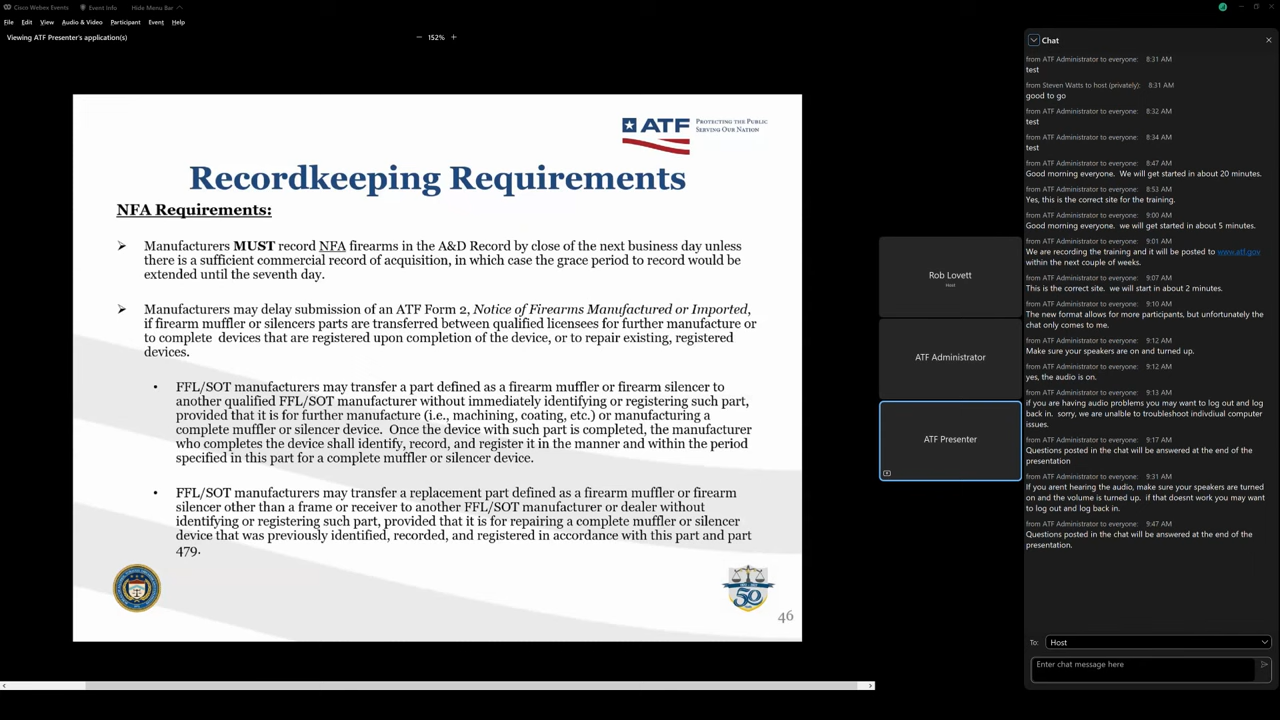 Cisco Webex Events
Event Info
Hide Menu Bar
File Edit View Audio & Video Participant Event Help
Viewing ATF Presenter's application(s)
152%
ATF
PROTECTING THE PUBLIC
SERVING OUR NATION
Recordkeeping Requirements
NFA Requirements:
Manufacturers MUST record NFA firearms in the A&D Record by close of the next business day unless
there is a sufficient commercial record of acquisition, in which case the grace period to record would be
extended until the seventh day.
Manufacturers may delay submission of an ATF Form 2, Notice of Firearms Manufactured or Imported,
if firearm muffler or silencers parts are transferred between qualified licensees for further manufacture or
to complete devices that are registered upon completion of the device, or to repair existing, registered
devices.
• FFL/SOT manufacturers may transfer a part defined as a firearm muffler or firearm silencer to
another qualified FFL/SOT manufacturer without immediately identifying or registering such part,
provided that it is for further manufacture (i.e., machining, coating, etc.) or manufacturing a
complete muffler or silencer device. Once the device with such part is completed, the manufacturer
who completes the device shall identify, record, and register it in the manner and within the period
specified in this part for a complete muffler or silencer device.
• FFL/SOT manufacturers may transfer a replacement part defined as a firearm muffler or firearm
silencer other than a frame or receiver to another FFL/SOT manufacturer or dealer without
identifying or registering such part, provided that it is for repairing a complete muffler or silencer
device that was previously identified, recorded, and registered in accordance with this part and part
479.
50
46
Rob Lovett
Host
ATF Administrator
ATF Presenter
Chat
from ATF Administrator to everyone: 8:31 AM
test
from Steven Watts to host (privately): 8:31 AM
good to go
from ATF Administrator to everyone: 8:32 AM
test
from ATF Administrator to everyone: 8:34 AM
test
from ATF Administrator to everyone: 8:47 AM
Good morning everyone. We will get started in about 20 minutes.
from ATF Administrator to everyone: 8:53 AM
Yes, this is the correct site for the training.
from ATF Administrator to everyone: 9:00 AM
Good morning everyone. we will get started in about 5 minutes.
from ATF Administrator to everyone: 9:01 AM
We are recording the training and it will be posted to www.atf.gov
within the next couple of weeks.
from ATF Administrator to everyone: 9:07 AM
This is the correct site. we will start in about 2 minutes.
from ATF Administrator to everyone: 9:10 AM
The new format allows for more participants, but unfortunately the
chat only comes to me.
from ATF Administrator to everyone: 9:12 AM
Make sure your speakers are on and turned up.
from ATF Administrator to everyone: 9:12 AM
yes, the audio is on.
from ATF Administrator to everyone: 9:13 AM
if you are having audio problems you may want to log out and log
back in. sorry, we are unalble to troubleshoot indivdiual computer
issues.
from ATF Administrator to everyone: 9:17 AM
Questions posted in the chat will be answered at the end of the
presentation
from ATF Administrator to everyone: 9:31 AM
If you arent hearing the audio, make sure your speakers are turned
on and the volume is turned up. if that doesnt work you may want
to log out and log back in.
from ATF Administrator to everyone: 9:47 AM
Questions posted in the chat will be answered at the end of the
presentation.
To: Host
Enter chat message here